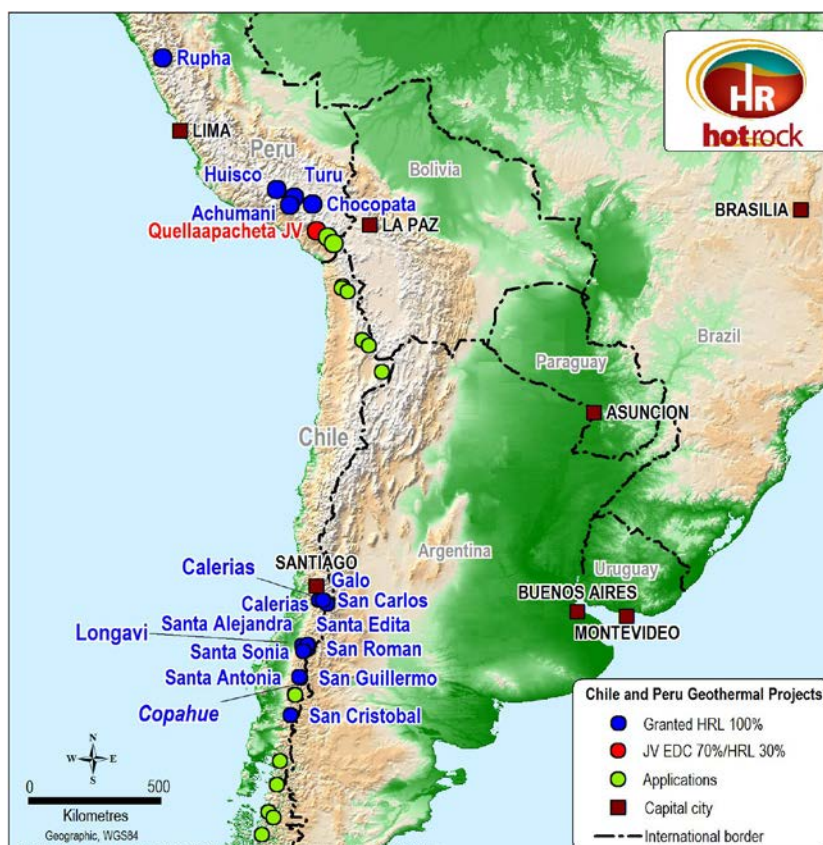 HR
hotrock
Rupha
LIMA
Peru
Bolivia
Huisco
Turu
Achumani
Chocopata
BRASILIA
Quellaapacheta JV
LA PAZ
Brazil
Paraguay
ASUNCION
Chile
Argentina
Uruguay
SANTIAGO
Calerias
Galo
Calerias
San Carlos
BUENOS AIRES
MONTEVIDEO
Santa Alejandra
Santa Edita
Longavi
Santa Sonia
San Roman
Santa Antonia
San Guillermo
Copahue
San Cristobal
Chile and Peru Geothermal Projects
Granted HRL 100%
JV EDC 70%/HRL 30%
Applications
Capital city
International border
N
W E
S
0 500
Kilometres
Geographic, WGS84